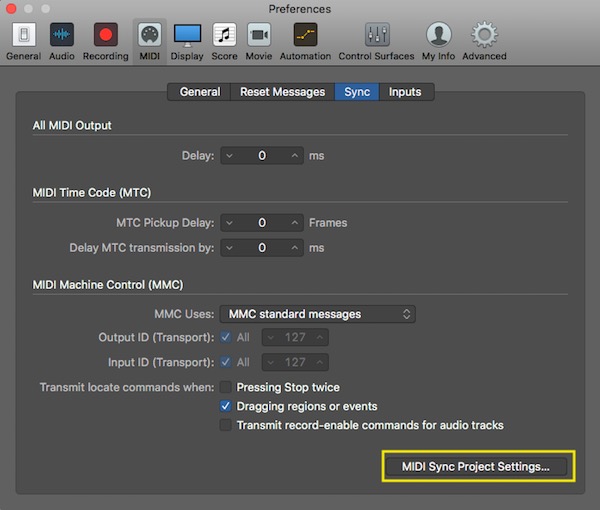 Preferences
General Audio Recording MIDI Display Score Movie Automation Control Surfaces My Info Advanced
General Reset Messages Sync Inputs
All MIDI Output
Delay: 0 ms
MIDI Time Code (MTC)
MTC Pickup Delay: 0 Frames
Delay MTC transmission by: 0 ms
MIDI Machine Control (MMC)
MMC Uses: MMC standard messages
Output ID (Transport): All 127
Input ID (Transport): All 127
Transmit locate commands when: Pressing Stop twice
Dragging regions or events
Transmit record-enable commands for audio tracks
MIDI Sync Project Settings...